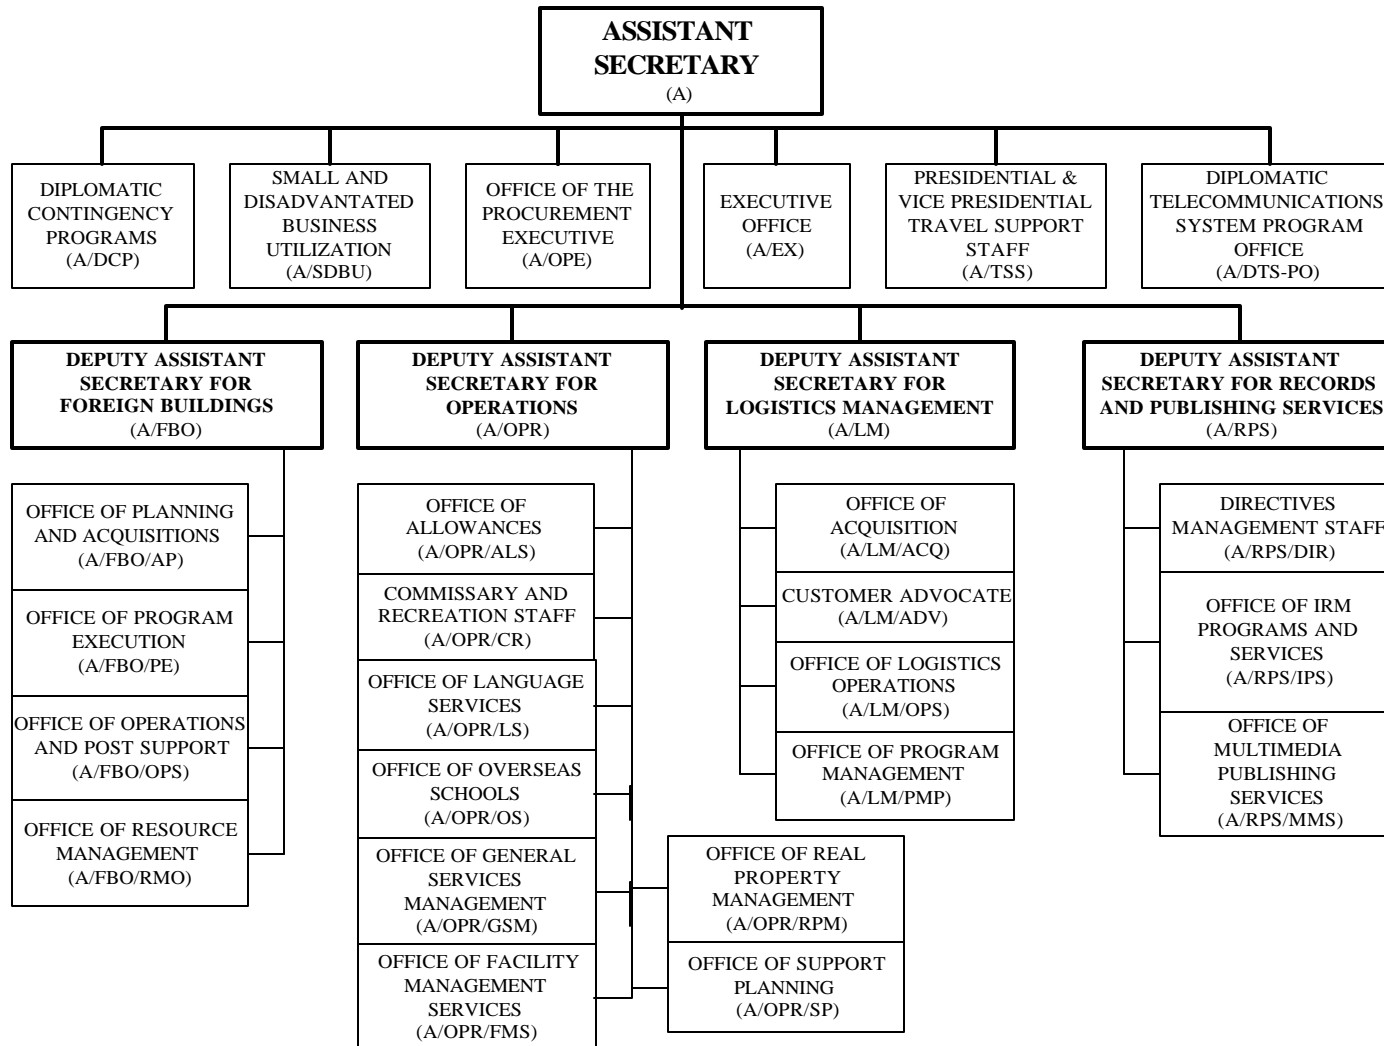 ASSISTANT
SECRETARY
(A)
DIPLOMATIC
CONTINGENCY
PROGRAMS
(A/DCP)
SMALL AND
DISADVANTATED
BUSINESS
UTILIZATION
(A/SDBU)
OFFICE OF THE
PROCUREMENT
EXECUTIVE
(A/OPE)
EXECUTIVE
OFFICE
(A/EX)
PRESIDENTIAL &
VICE PRESIDENTIAL
TRAVEL SUPPORT
STAFF
(A/TSS)
DIPLOMATIC
TELECOMMUNICATIONS
SYSTEM PROGRAM
OFFICE
(A/DTS-PO)
DEPUTY ASSISTANT
SECRETARY FOR
FOREIGN BUILDINGS
(A/FBO)
DEPUTY ASSISTANT
SECRETARY FOR
OPERATIONS
(A/OPR)
DEPUTY ASSISTANT
SECRETARY FOR
LOGISTICS MANAGEMENT
(A/LM)
DEPUTY ASSISTANT
SECRETARY FOR RECORDS
AND PUBLISHING SERVICES
(A/RPS)
OFFICE OF PLANNING
AND ACQUISITIONS
(A/FBO/AP)
OFFICE OF PROGRAM
EXECUTION
(A/FBO/PE)
OFFICE OF OPERATIONS
AND POST SUPPORT
(A/FBO/OPS)
OFFICE OF RESOURCE
MANAGEMENT
(A/FBO/RMO)
OFFICE OF
ALLOWANCES
(A/OPR/ALS)
COMMISSARY AND
RECREATION STAFF
(A/OPR/CR)
OFFICE OF LANGUAGE
SERVICES
(A/OPR/LS)
OFFICE OF OVERSEAS
SCHOOLS
(A/OPR/OS)
OFFICE OF GENERAL
SERVICES
MANAGEMENT
(A/OPR/GSM)
OFFICE OF FACILITY
MANAGEMENT
SERVICES
(A/OPR/FMS)
OFFICE OF REAL
PROPERTY
MANAGEMENT
(A/OPR/RPM)
OFFICE OF SUPPORT
PLANNING
(A/OPR/SP)
OFFICE OF
ACQUISITION
(A/LM/ACQ)
CUSTOMER ADVOCATE
(A/LM/ADV)
OFFICE OF LOGISTICS
OPERATIONS
(A/LM/OPS)
OFFICE OF PROGRAM
MANAGEMENT
(A/LM/PMP)
DIRECTIVES
MANAGEMENT STAFF
(A/RPS/DIR)
OFFICE OF IRM
PROGRAMS AND
SERVICES
(A/RPS/IPS)
OFFICE OF
MULTIMEDIA
PUBLISHING
SERVICES
(A/RPS/MMS)